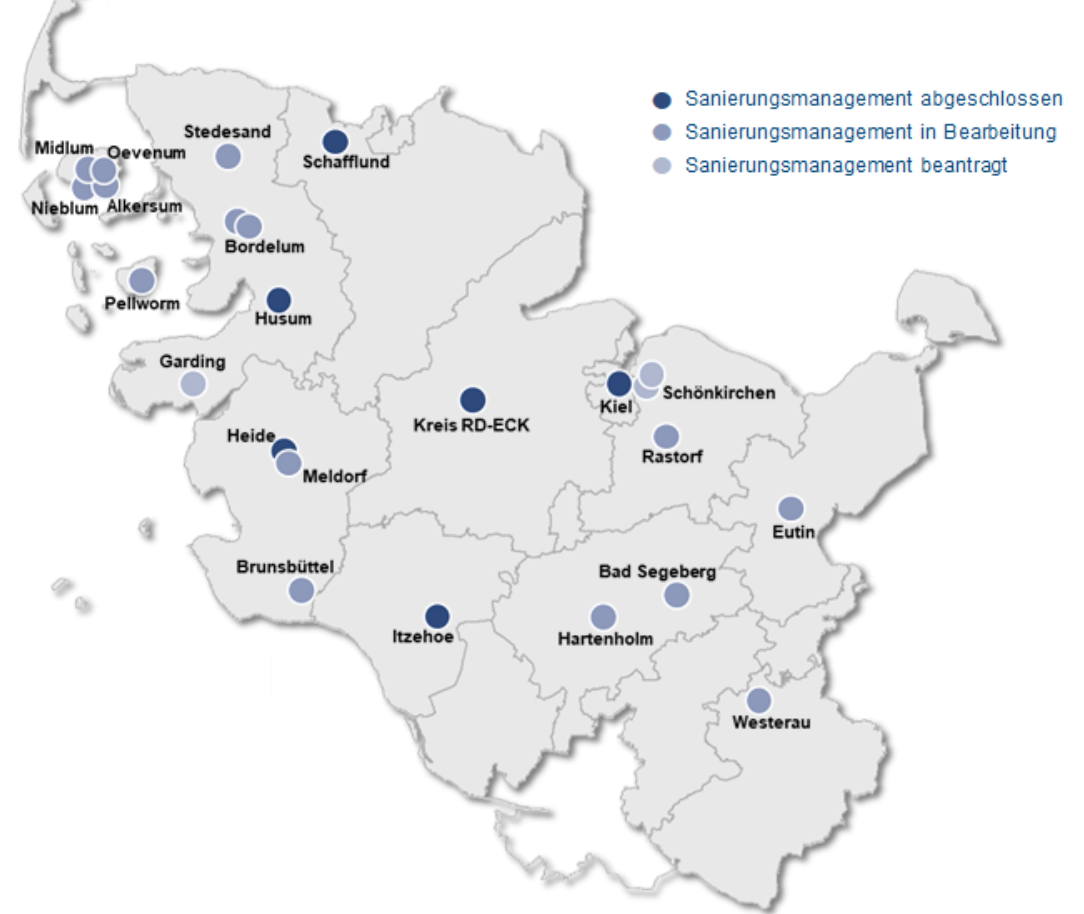 Sanierungsmanagement abgeschlossen
Sanierungsmanagement in Bearbeitung
Sanierungsmanagement beantragt
Stedesand
Schafflund
Midlum
Oevenum
Nieblum
Alkersum
Bordelum
Pellworm
Husum
Garding
Kiel
Schönkirchen
Kreis RD-ECK
Heide
Meldorf
Rastorf
Eutin
Brunsbüttel
Bad Segeberg
Itzehoe
Hartenholm
Westerau